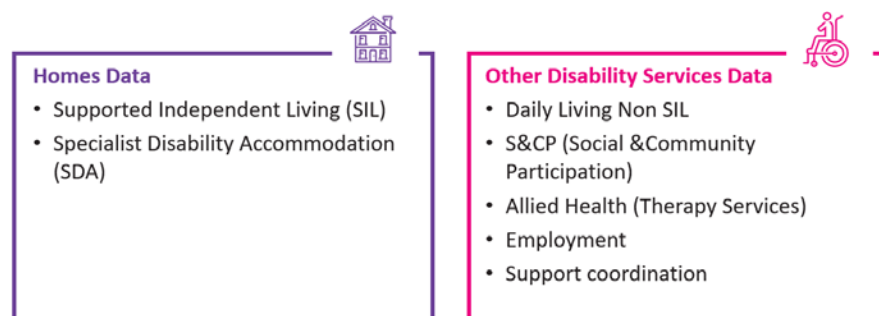 Homes Data
• Supported Independent Living (SIL)
• Specialist Disability Accommodation
(SDA)
Other Disability Services Data
• Daily Living Non SIL
• S&CP (Social &Community
Participation)
• Allied Health (Therapy Services)
• Employment
• Support coordination